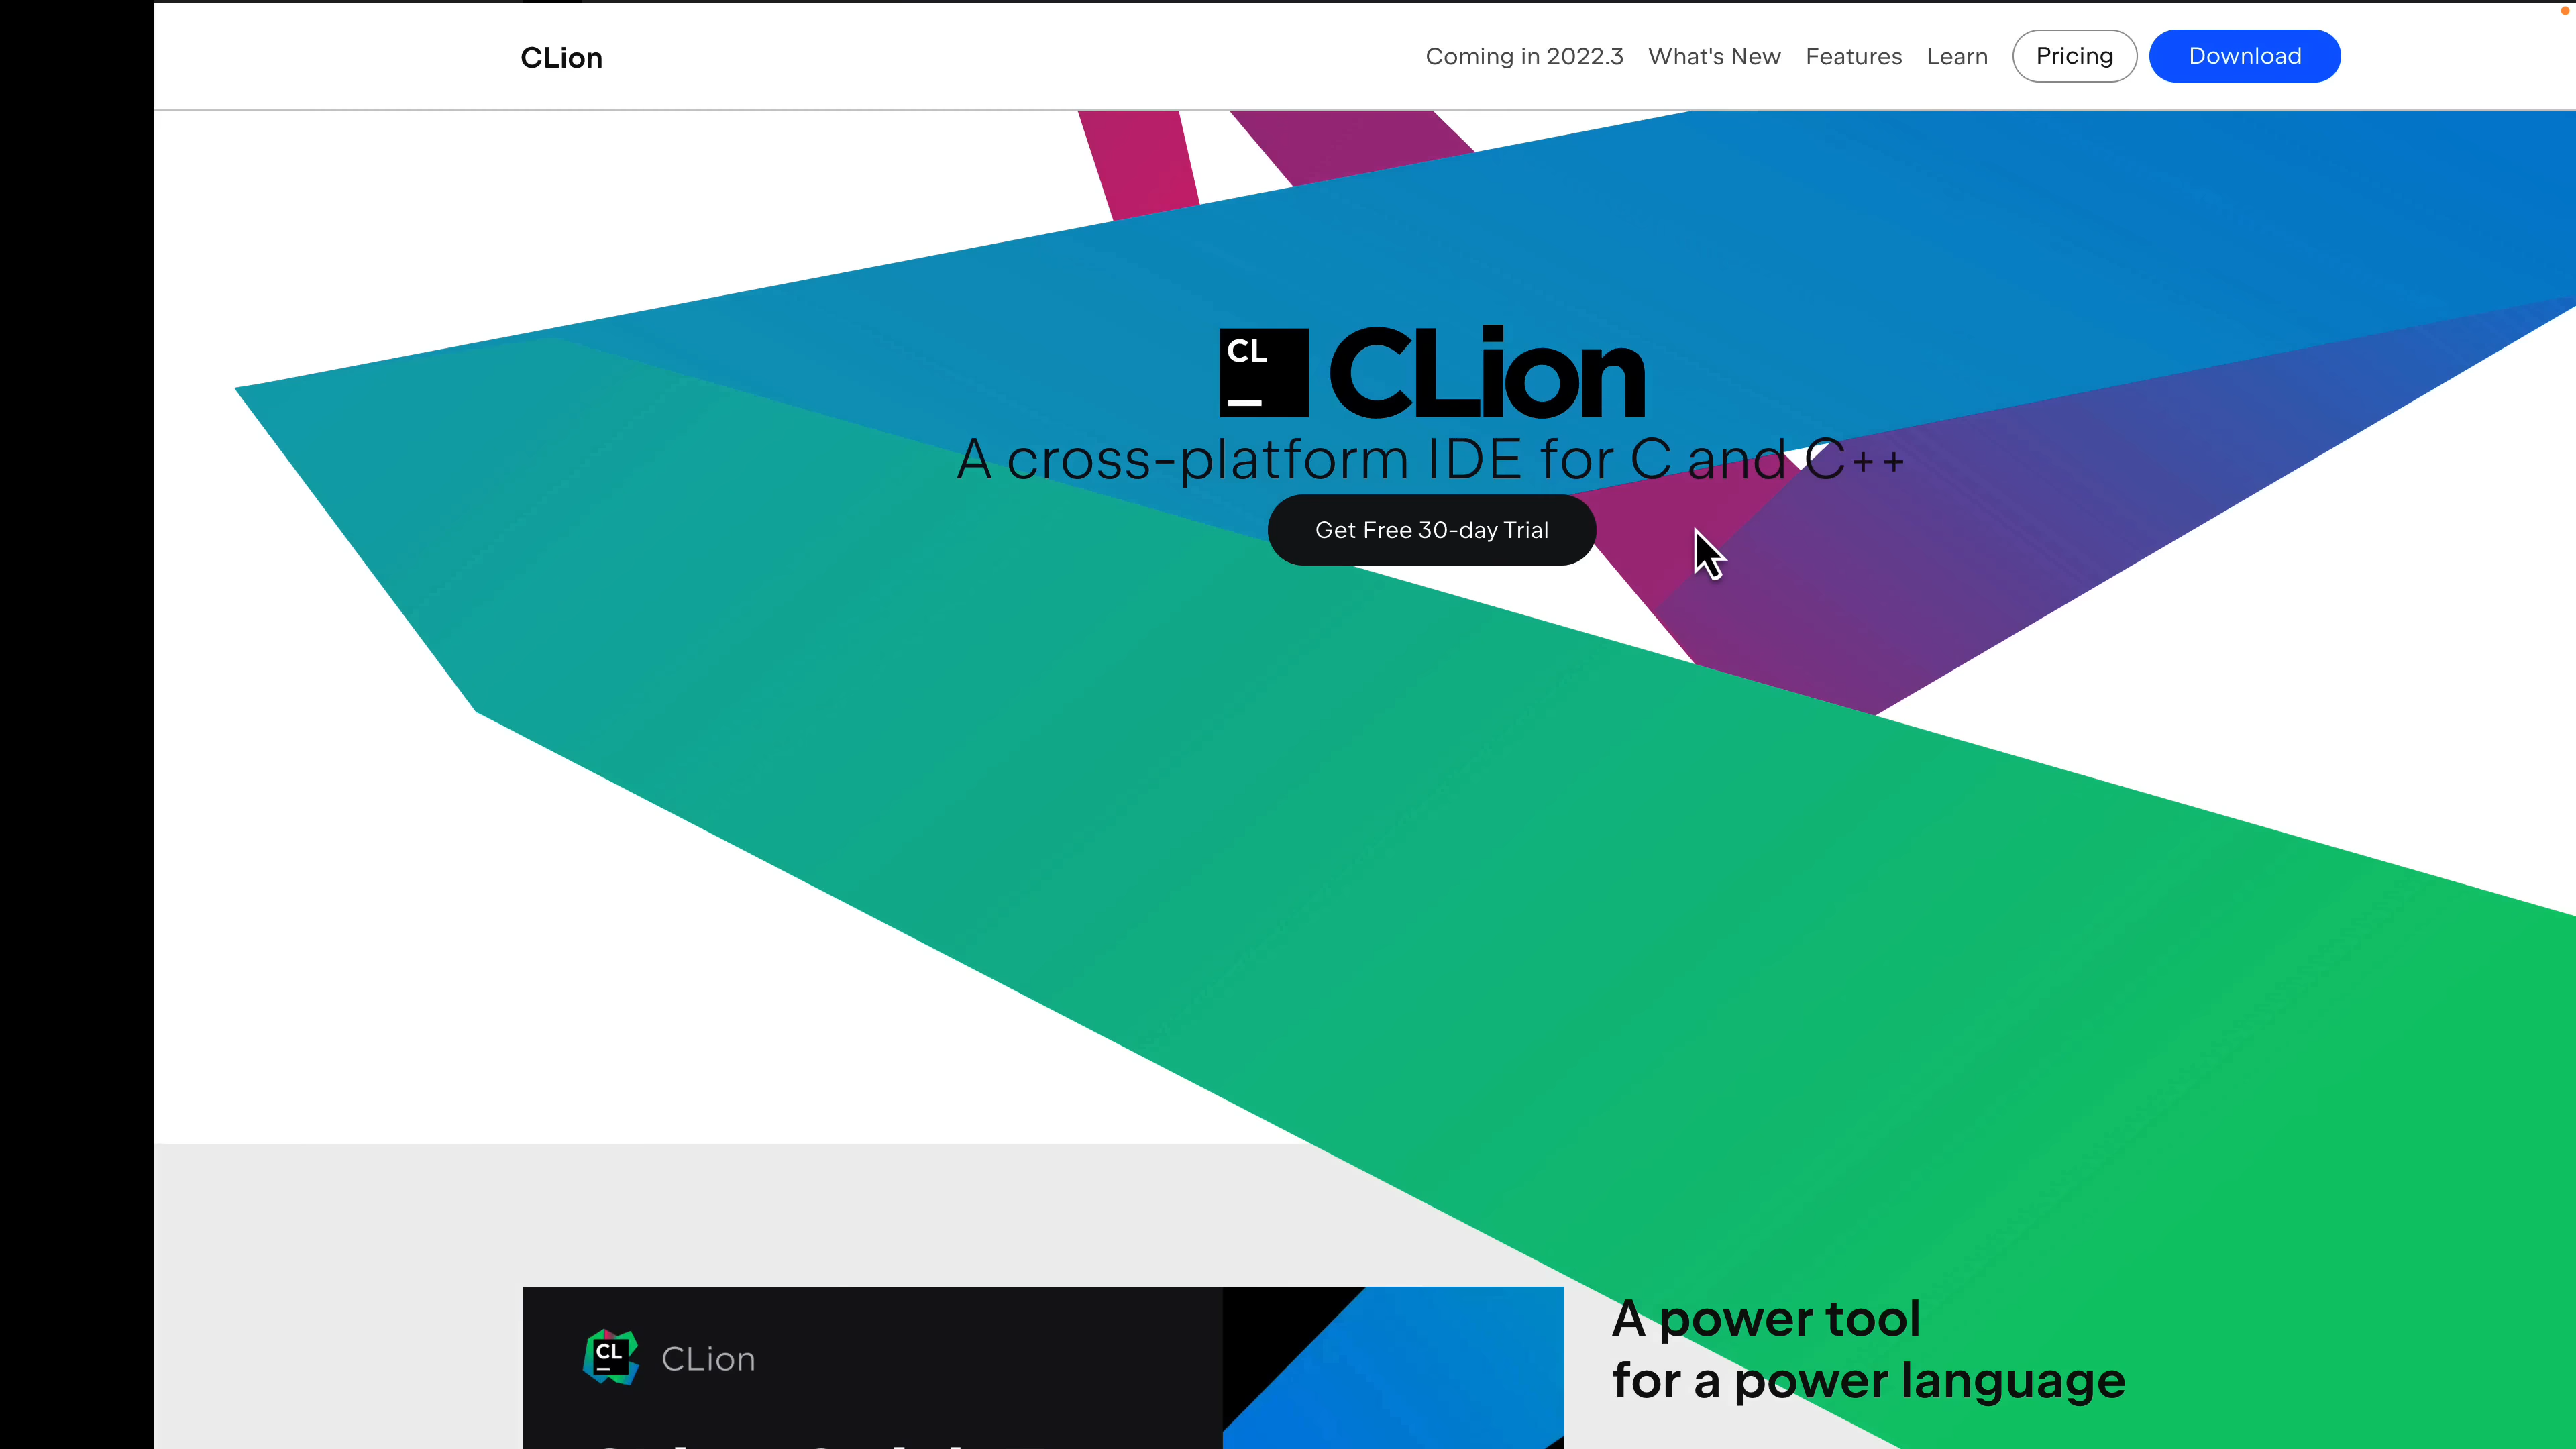 CLion
Coming in 2022.3 What's New Features Learn Pricing Download
CL
CLion
A cross-platform IDE for C and C++
Get Free 30-day Trial
CL
CLion
A power tool
for a power language